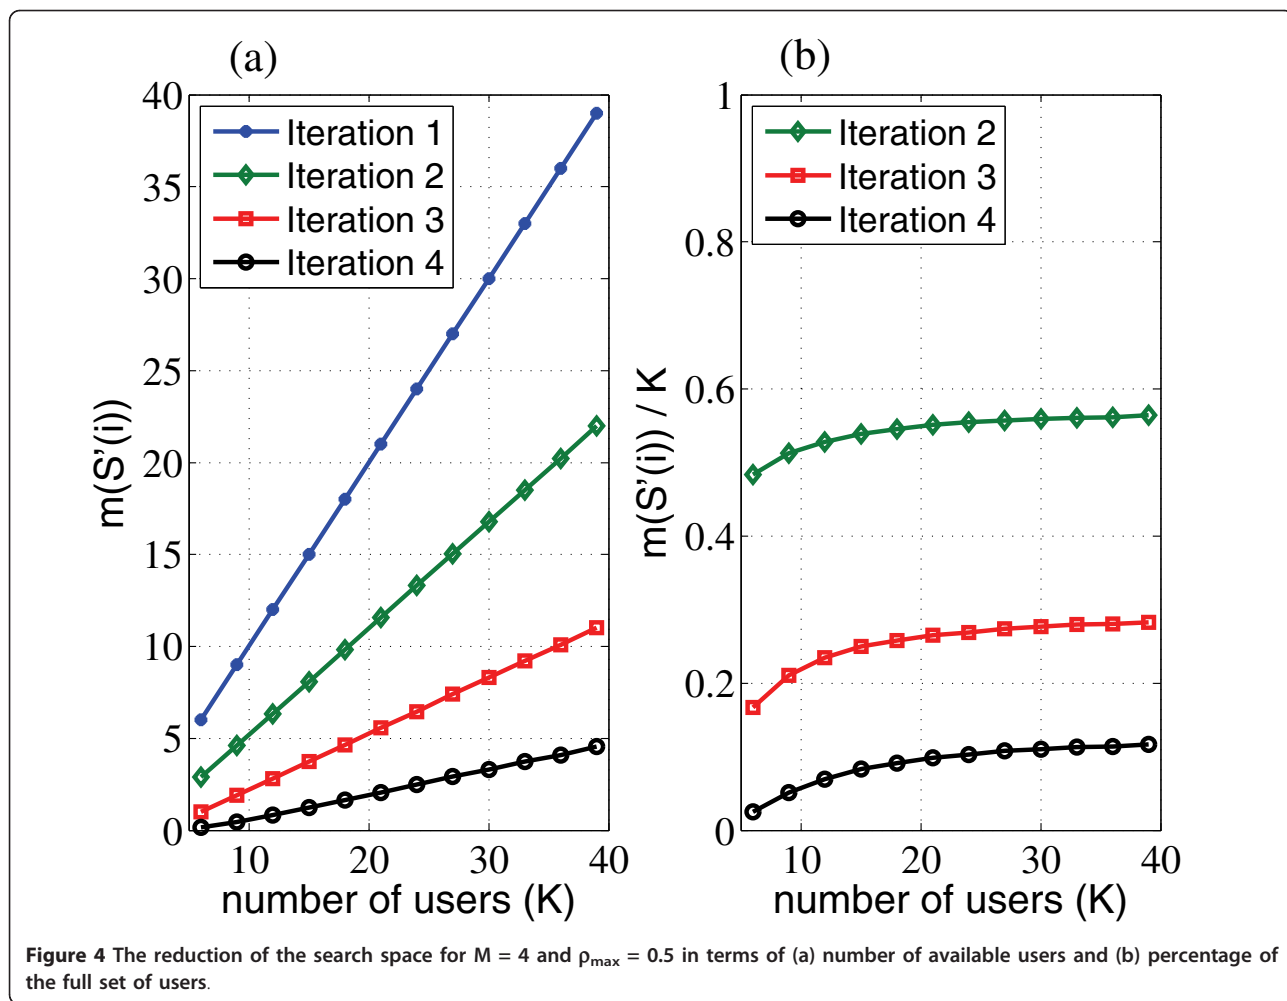 (a)
(b)
40
35
30
25
20
15
10
5
0
m(S'(i))
Iteration 1
Iteration 2
Iteration 3
Iteration 4
10
20
30
40
number of users (K)
1
0.8
0.6
0.4
0.2
0
m(S'(i)) / K
Iteration 2
Iteration 3
Iteration 4
10
20
30
40
number of users (K)
Figure 4 The reduction of the search space for M = 4 and ρmax = 0.5 in terms of (a) number of available users and (b) percentage of
the full set of users.